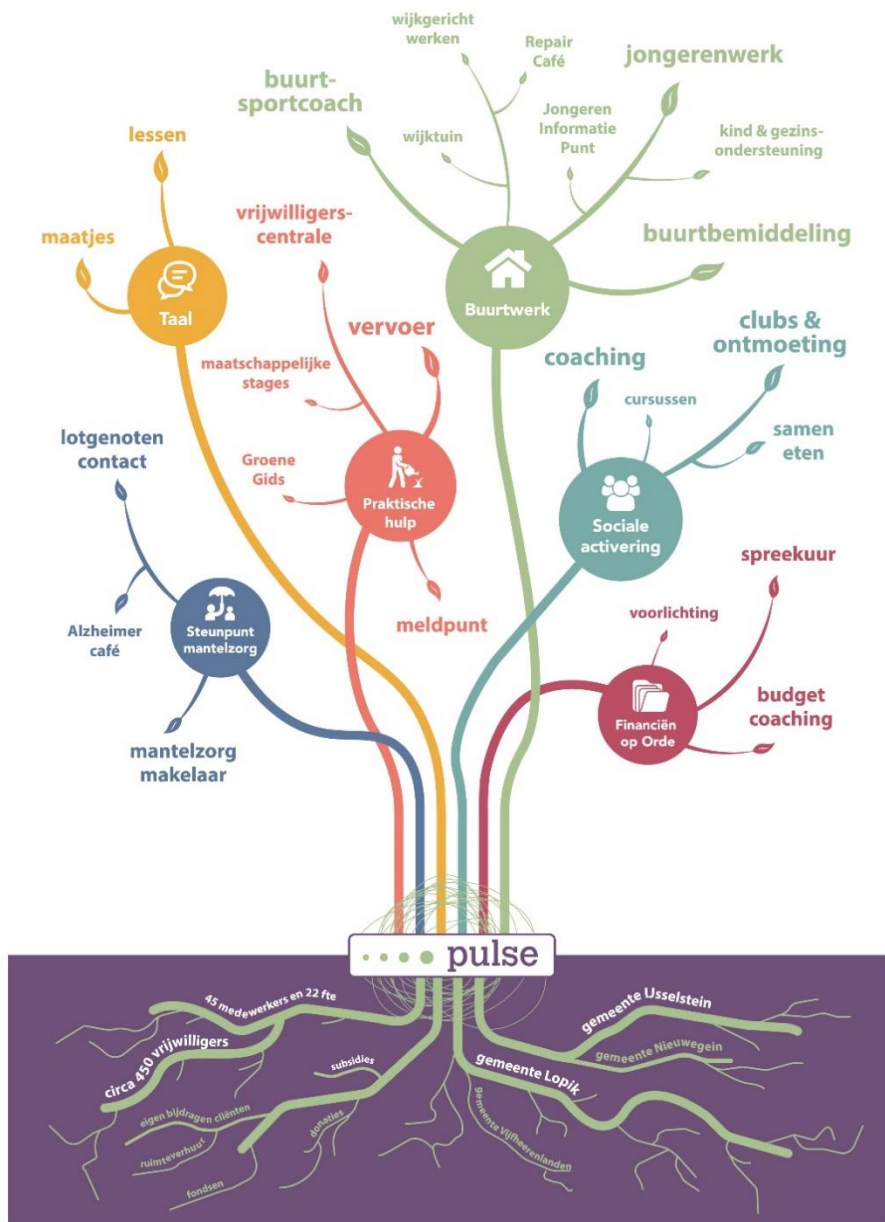 wijkgericht
werken
Repair
Café
jongerenwerk
buurt-
sportcoach
wijktuin
Jongeren
Informatie
Punt
kind & gezins-
ondersteuning
lessen
maatjes
Taal
vrijwilligers-
centrale
Buurtwerk
buurtbemiddeling
vervoer
maatschappelijke
stages
Groene
Gids
Praktische
hulp
meldpunt
coaching
cursussen
clubs &
ontmoeting
samen
eten
Sociale
activering
lotgenoten
contact
Alzheimer
café
Steunpunt
mantelzorg
mantelzorg
makelaar
spreekuur
voorlichting
Financiën
op Orde
budget
coaching
pulse
45 medewerkers en 22 fte
circa 450 vrijwilligers
subsidies
eigen bijdragen cliënten
donaties
ruimteverhuur
fondsen
gemeente IJsselstein
gemeente Nieuwegein
gemeente Lopik
gemeente Vijfheerenlanden